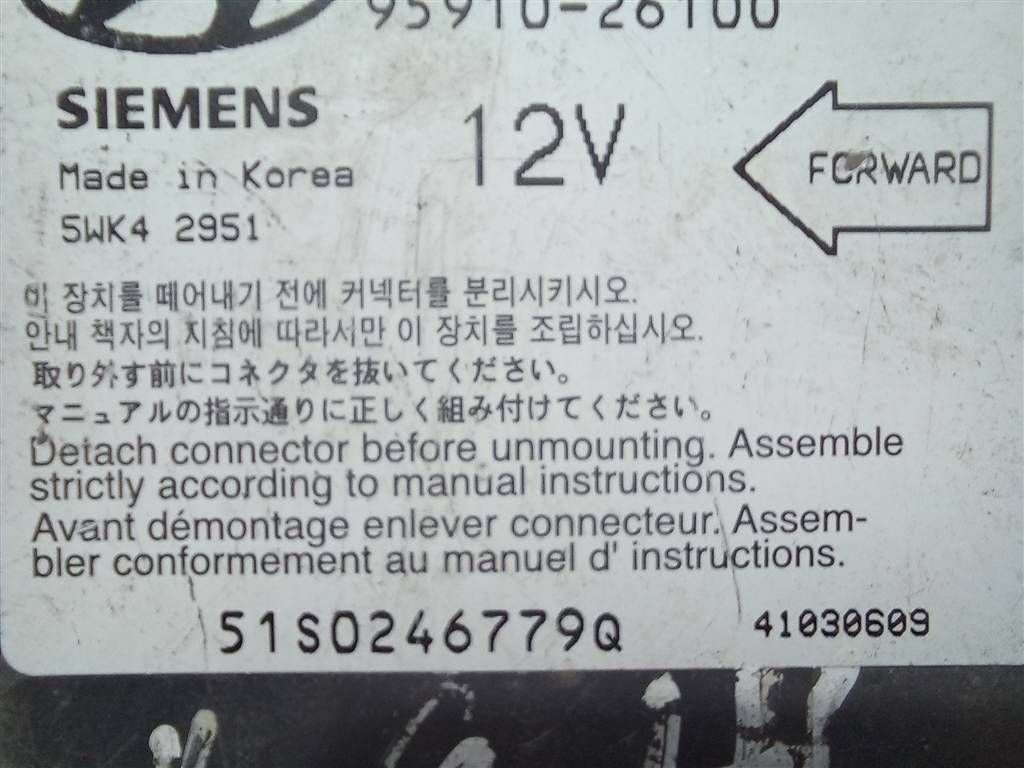 95910-26100
SIEMENS
12V
FORWARD
Made in Korea
5WK4 2951
이 장치를 떼어내기 전에 커넥터를 분리시키시오.
안내 책자의 지침에 따라서만 이 장치를 조립하십시오.
取り外す前にコネクタを抜いてください。
マニュアルの指示通りに正しく組み付けてください。
Detach connector before unmounting. Assemble
strictly according to manual instructions.
Avant démontage enlever connecteur. Assem-
bler conformement au manuel d' instructions.
51S0246779Q
41030609